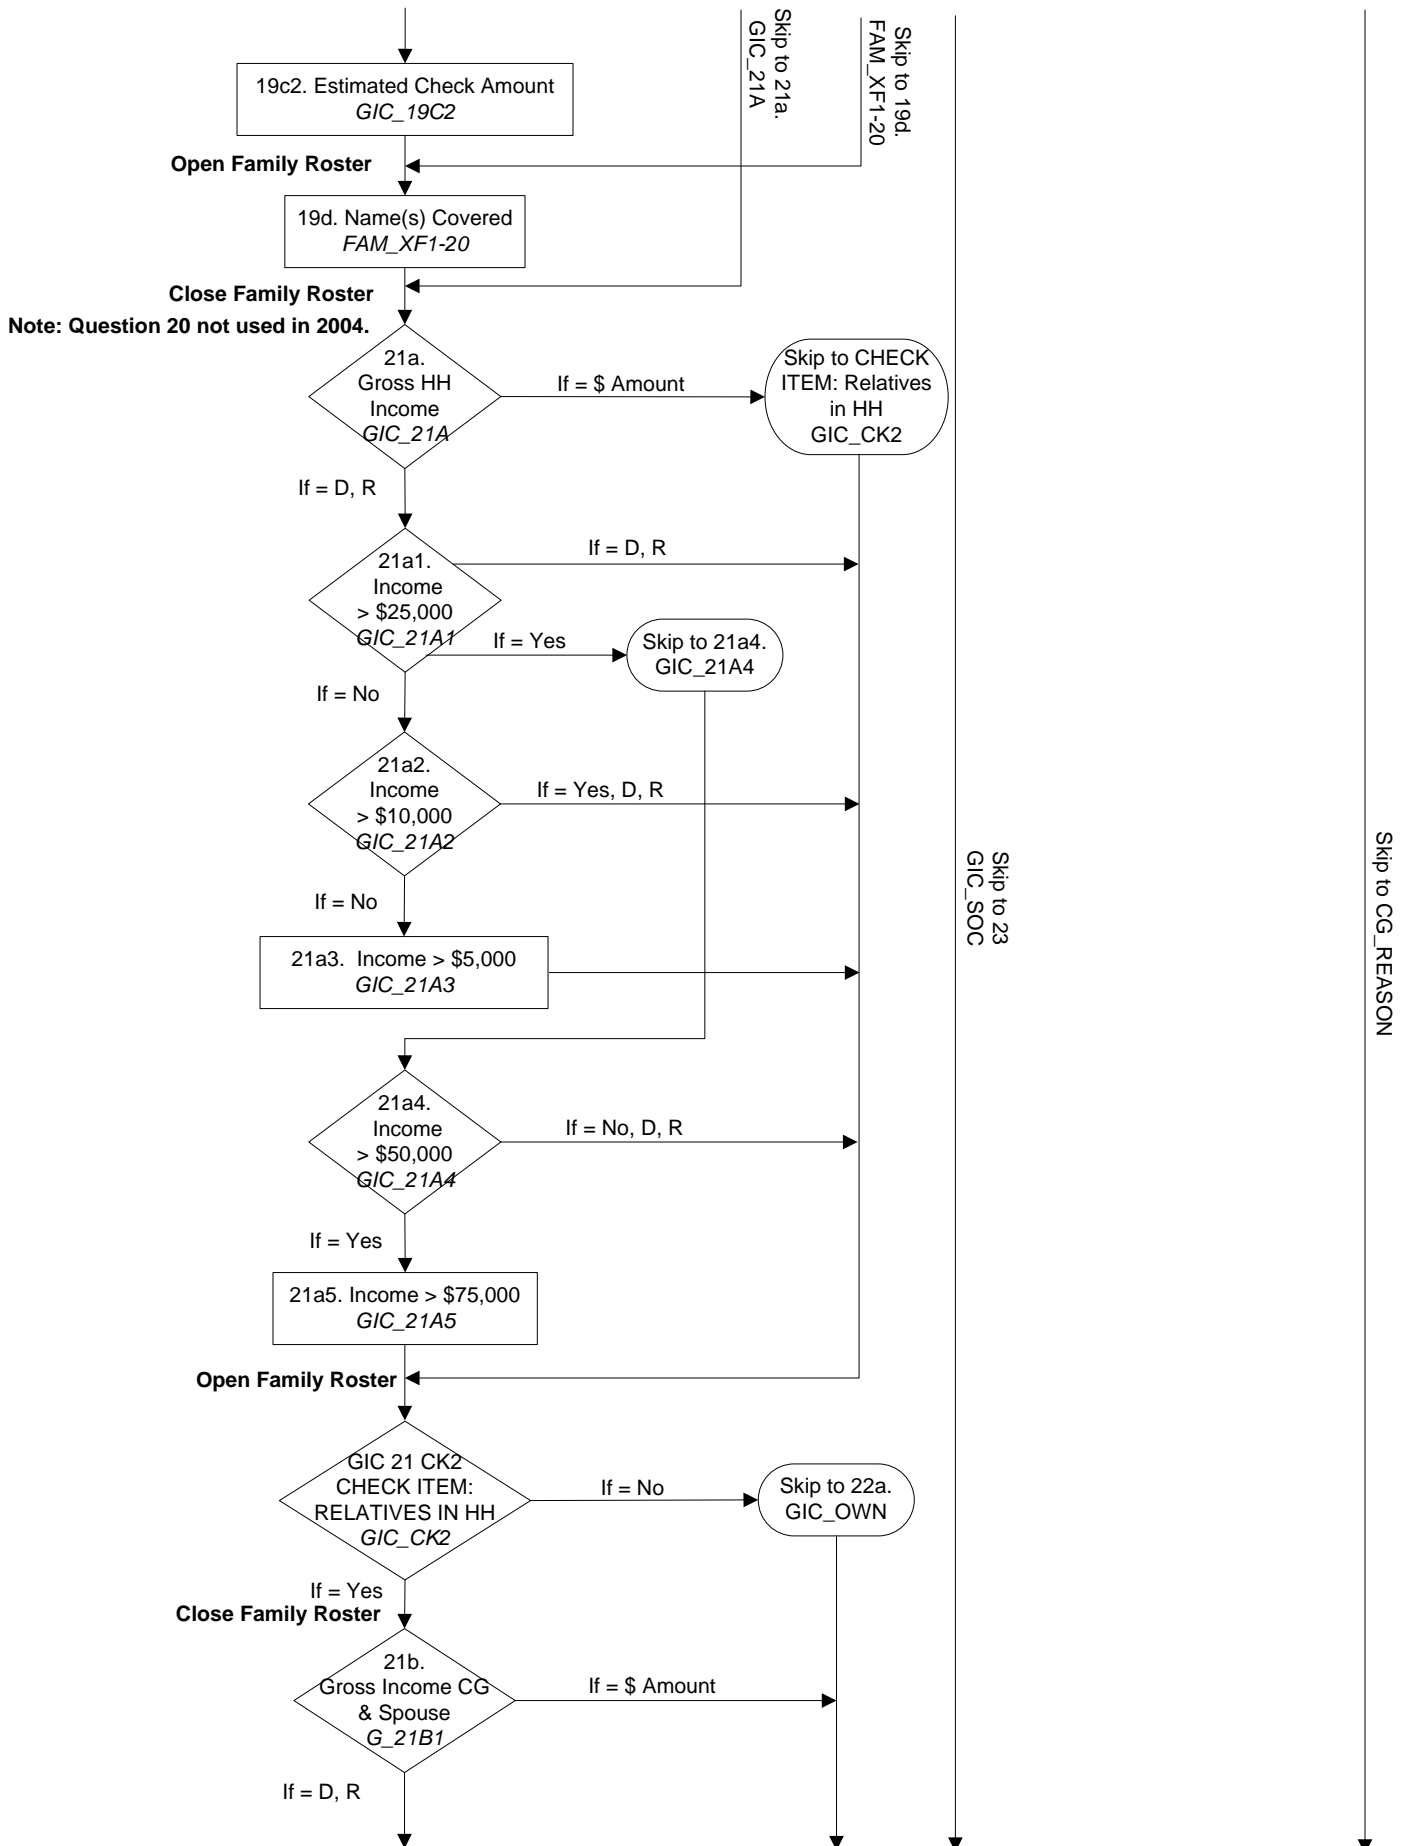 Skip to 21a.
GIC_21A
Skip to 19d.
FAM_XF1-20
19c2. Estimated Check Amount
GIC_19C2
Open Family Roster
19d. Name(s) Covered
FAM_XF1-20
Close Family Roster
Note: Question 20 not used in 2004.
21a.
Gross HH
Income
GIC_21A
If = $ Amount
Skip to CHECK
ITEM: Relatives
in HH
GIC_CK2
If = D, R
21a1.
Income
> $25,000
GIC_21A1
If = D, R
If = Yes
Skip to 21a4.
GIC_21A4
If = No
21a2.
Income
> $10,000
GIC_21A2
If = Yes, D, R
Skip to 23
GIC_SOC
Skip to CG_REASON
If = No
21a3.  Income > $5,000
GIC_21A3
21a4.
Income
> $50,000
GIC_21A4
If = No, D, R
If = Yes
21a5. Income > $75,000
GIC_21A5
Open Family Roster
GIC 21 CK2
CHECK ITEM:
RELATIVES IN HH
GIC_CK2
If = No
Skip to 22a.
GIC_OWN
If = Yes
Close Family Roster
21b.
Gross Income CG
& Spouse
G_21B1
If = $ Amount
If = D, R